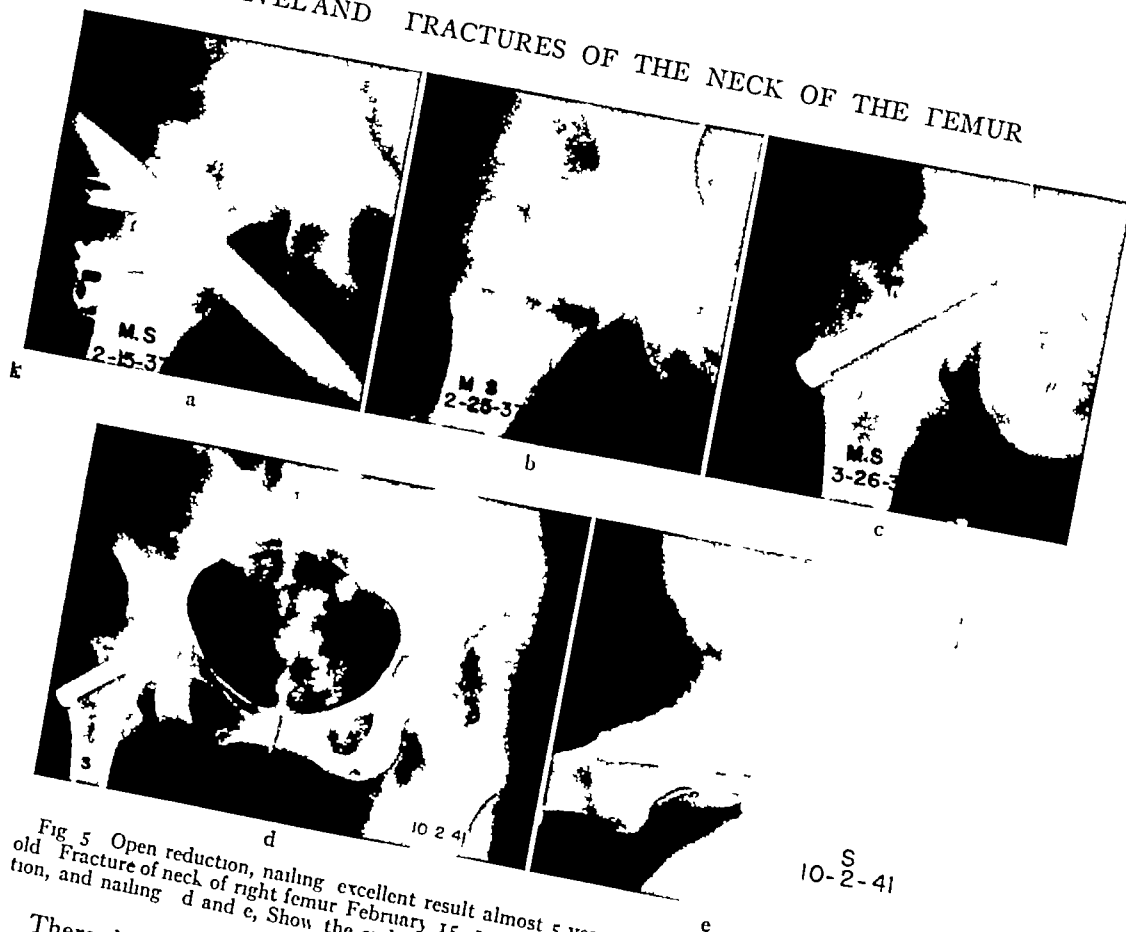 FRACTURES OF THE NECK OF THE FEMUR
M.S
2-15-37
M S
2-25-37
M.S
3-26-3
a
b
c
S
10 2 41
S
10-2-41
d
e
Fig 5 Open reduction, nailing excellent result almost 5
old Fracture of neck of right femur February 15
tion, and nailing d and e, Show the